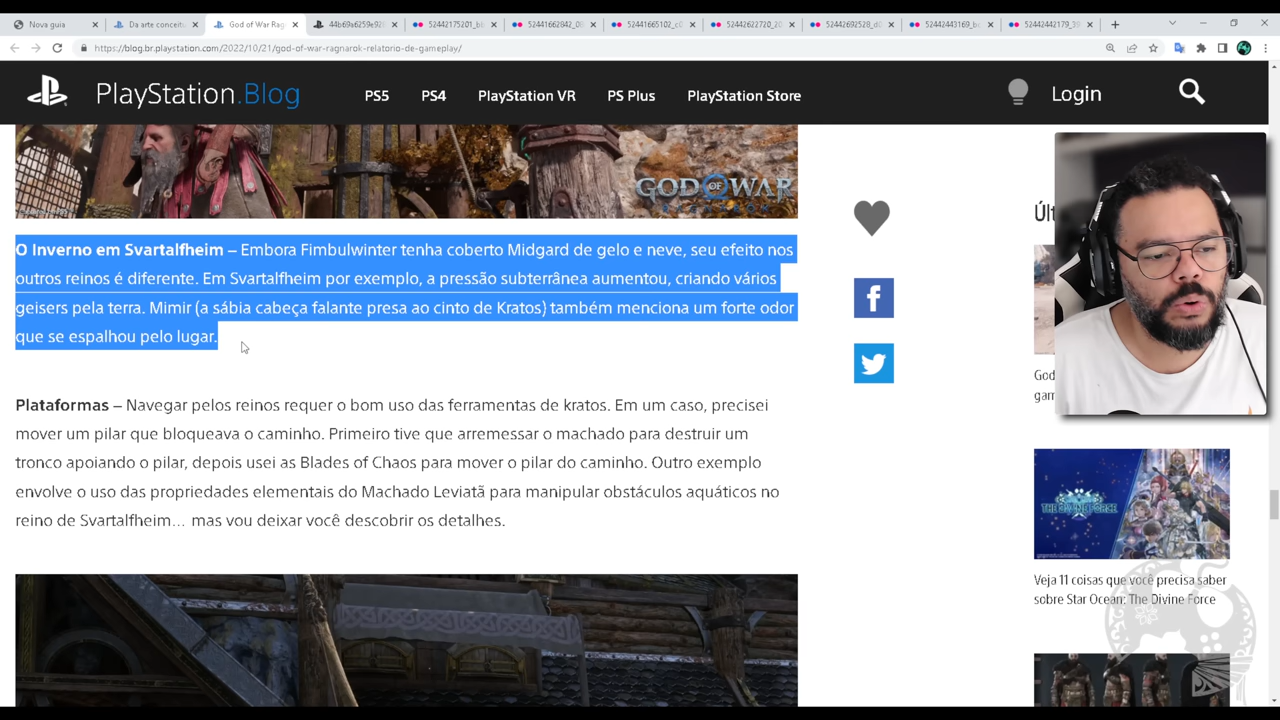 Nova guia
Da arte conceitu
God of War Rag
44b69a6259e926
52442175201_b
52441662842_08
52441665102_c0
52442622720_20
52442692528_d0
52442443169_b
52442442179_39
https://blog.br.playstation.com/2022/10/21/god-of-war-ragnarok-relatorio-de-gameplay/
PlayStation.Blog
PS5
PS4
PlayStation VR
PS Plus
PlayStation Store
Login
GOD OF WAR
O Inverno em Svartalfheim – Embora Fimbulwinter tenha coberto Midgard de gelo e neve, seu efeito nos
outros reinos é diferente. Em Svartalfheim por exemplo, a pressão subterrânea aumentou, criando vários
geisers pela terra. Mimir (a sábia cabeça falante presa ao cinto de Kratos) também menciona um forte odor
que se espalhou pelo lugar.
Plataformas – Navegar pelos reinos requer o bom uso das ferramentas de kratos. Em um caso, precisei
mover um pilar que bloqueava o caminho. Primeiro tive que arremessar o machado para destruir um
tronco apoiando o pilar, depois usei as Blades of Chaos para mover o pilar do caminho. Outro exemplo
envolve o uso das propriedades elementais do Machado Leviatã para manipular obstáculos aquáticos no
reino de Svartalfheim… mas vou deixar você descobrir os detalhes.
Últ
God
gam
THE DIVINE FORCE
Veja 11 coisas que você precisa saber
sobre Star Ocean: The Divine Force